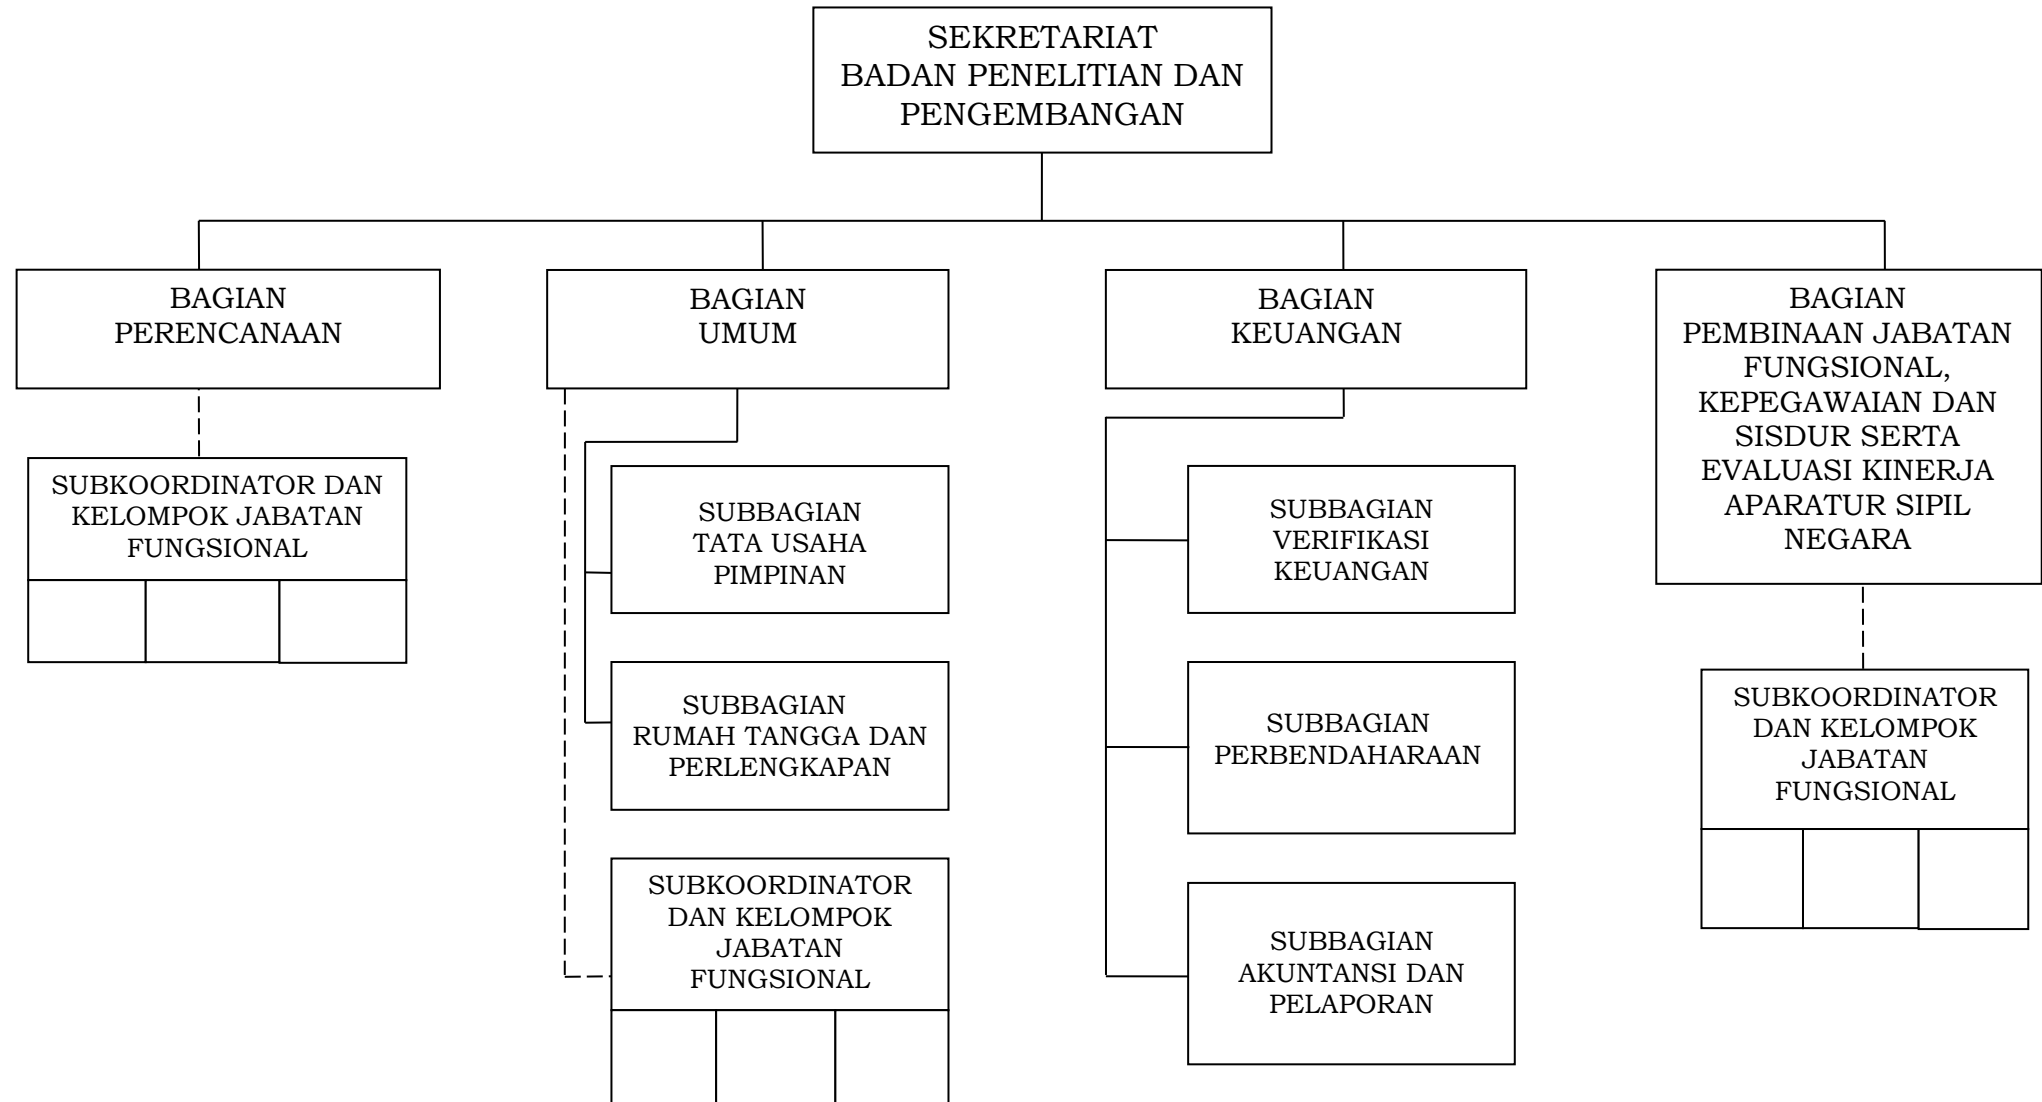 SEKRETARIAT
BADAN PENELITIAN DAN
PENGEMBANGAN
BAGIAN
PERENCANAAN
SUBKOORDINATOR DAN
KELOMPOK JABATAN
FUNGSIONAL
BAGIAN
UMUM
SUBBAGIAN
TATA USAHA
PIMPINAN
SUBBAGIAN
RUMAH TANGGA DAN
PERLENGKAPAN
SUBKOORDINATOR
DAN KELOMPOK
JABATAN
FUNGSIONAL
BAGIAN
KEUANGAN
SUBBAGIAN
VERIFIKASI
KEUANGAN
SUBBAGIAN
PERBENDAHARAAN
SUBBAGIAN
AKUNTANSI DAN
PELAPORAN
BAGIAN
PEMBINAAN JABATAN
FUNGSIONAL,
KEPEGAWAIAN DAN
SISDUR SERTA
EVALUASI KINERJA
APARATUR SIPIL
NEGARA
SUBKOORDINATOR
DAN KELOMPOK
JABATAN
FUNGSIONAL